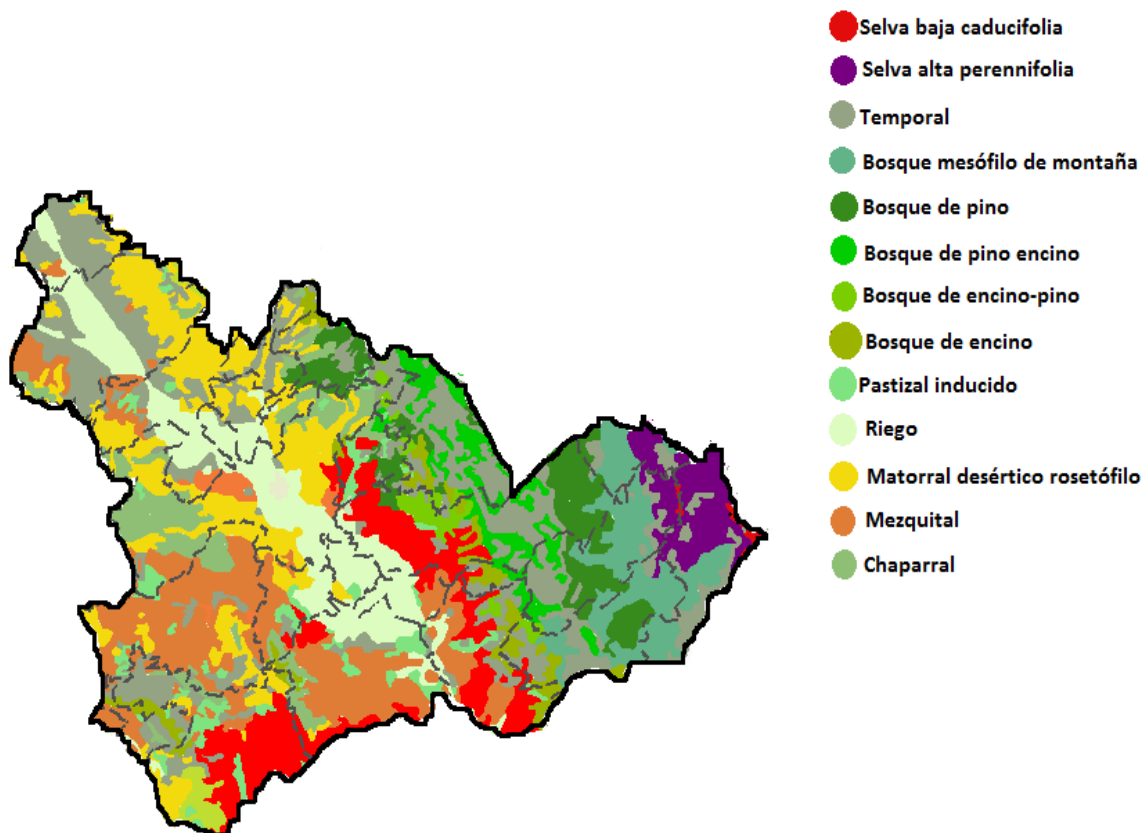 Selva baja caducifolia
Selva alta perennifolia
Temporal
Bosque mesófilo de montaña
Bosque de pino
Bosque de pino encino
Bosque de encino-pino
Bosque de encino
Pastizal inducido
Riego
Matorral desértico rosetófilo
Mezquital
Chaparral